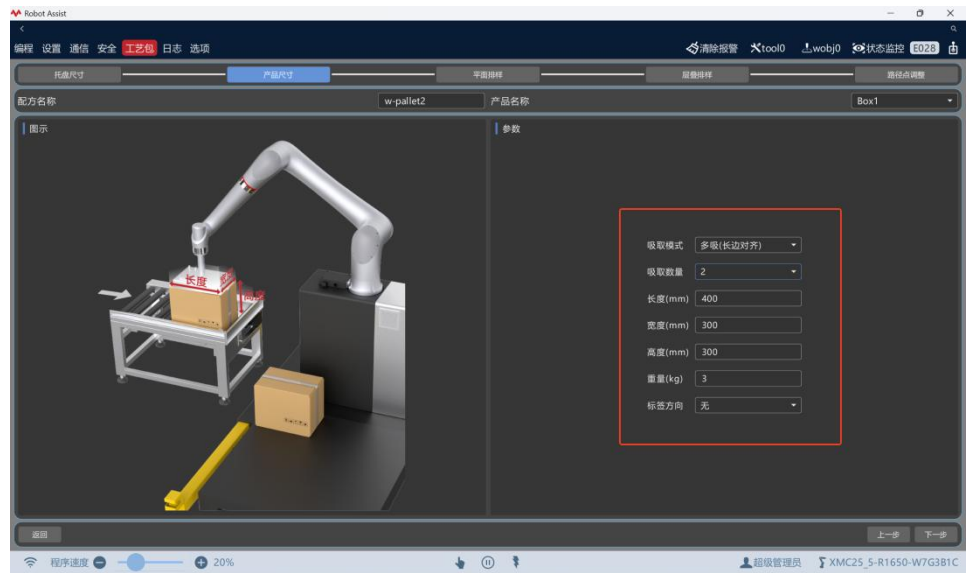 Robot Assist
编程 设置 通信 安全 工艺包 日志 选项 清除报警 tool0 wobj0 状态监控 E028
托盘尺寸 产品尺寸 平面排样 层叠排样 路径点调整
配方名称 w-pallet2 产品名称 Box1
图示
长度
高度
参数
吸取模式 多吸(长边对齐)
吸取数量 2
长度(mm) 400
宽度(mm) 300
高度(mm) 300
重量(kg) 3
标签方向 无
返回 上一步 下一步
程序速度 20% 超级管理员 XMC25_5-R1650-W7G3B1C